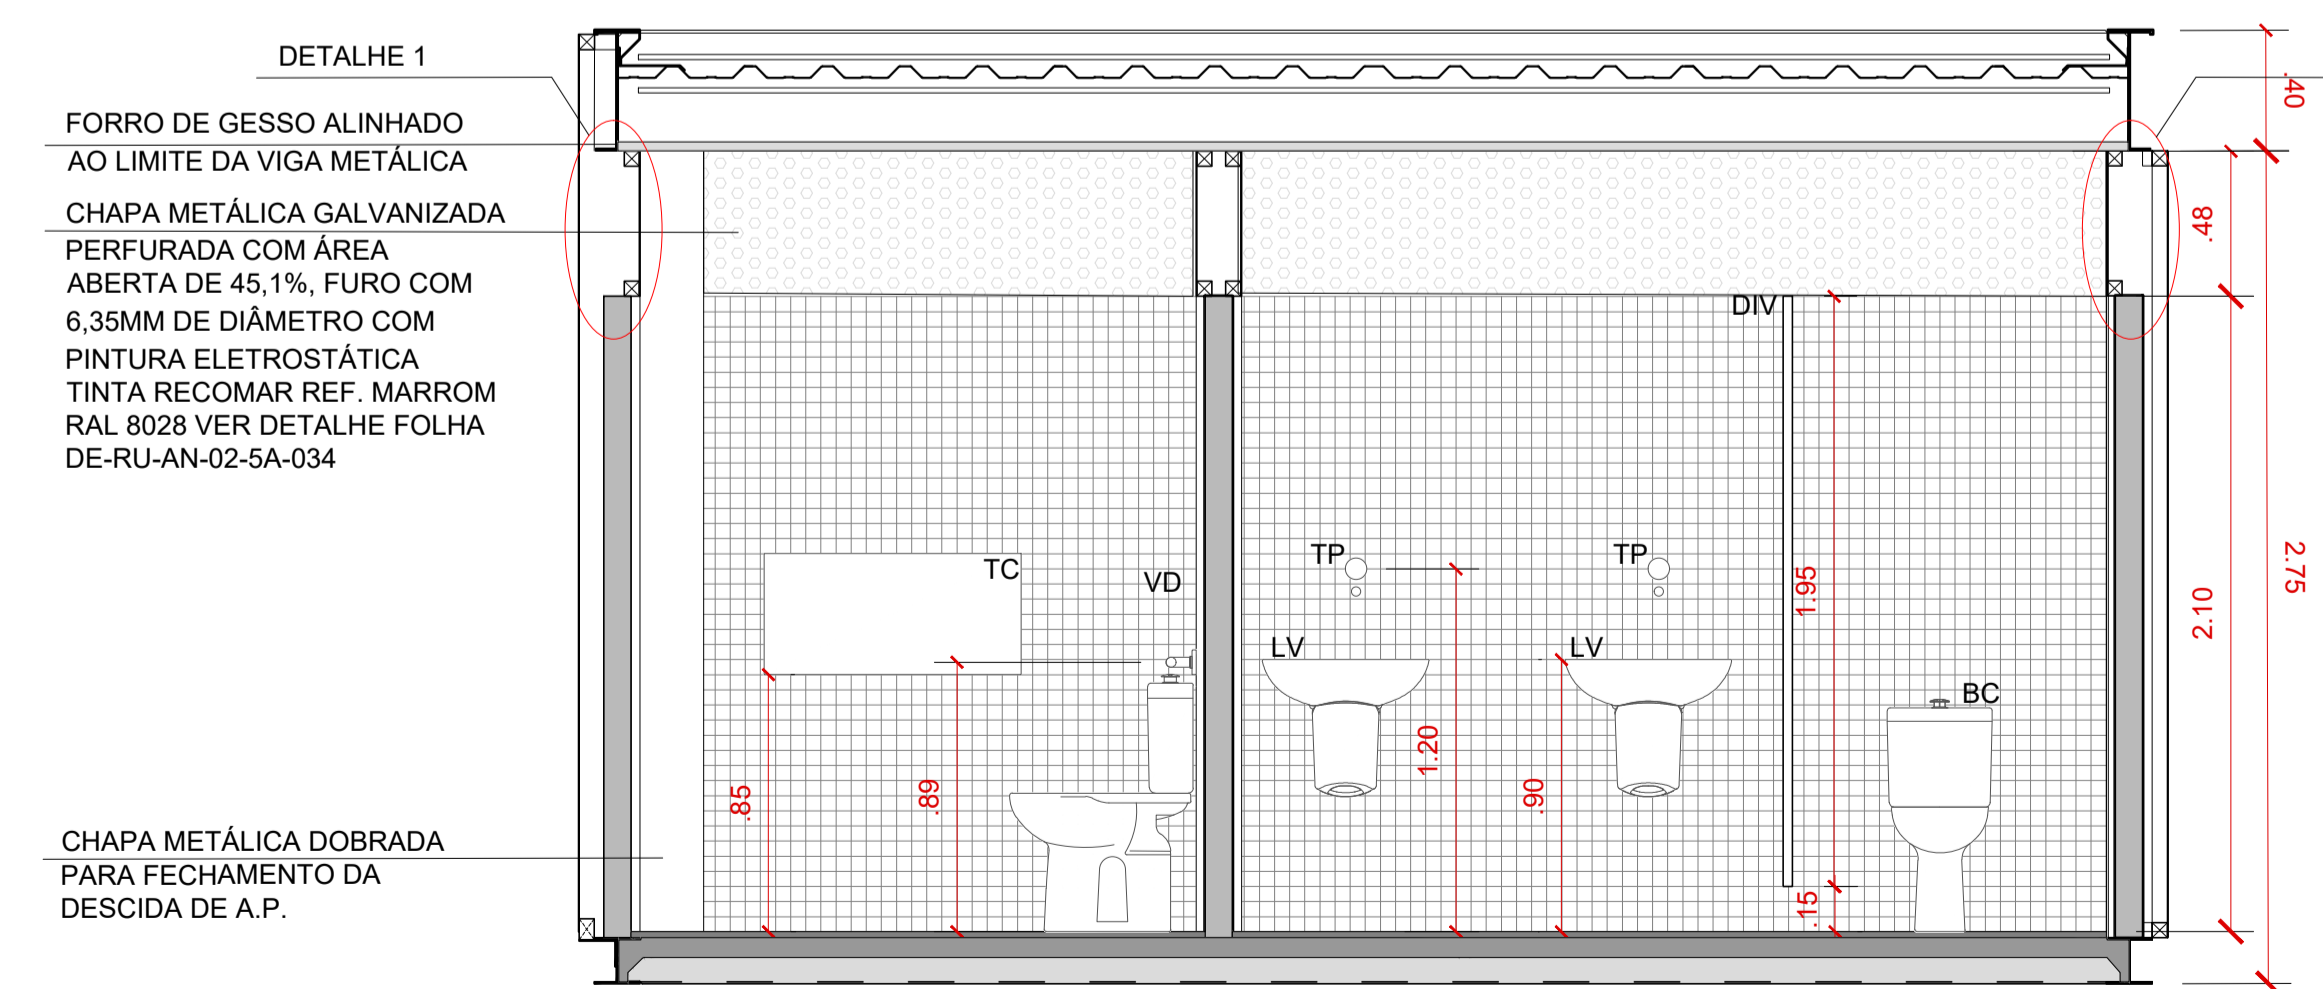 DETALHE 1
FORRO DE GESSO ALINHADO
AO LIMITE DA VIGA METÁLICA
CHAPA METÁLICA GALVANIZADA
PERFURADA COM ÁREA
ABERTA DE 45,1%, FURO COM
6,35MM DE DIÂMETRO COM
PINTURA ELETROSTÁTICA
TINTA RECOMAR REF. MARROM
RAL 8028 VER DETALHE FOLHA
DE-RU-AN-02-5A-034
CHAPA METÁLICA DOBRADA
PARA FECHAMENTO DA
DESCIDA DE A.P.
TC
VD
.85
.89
TP
TP
LV
LV
1.20
.90
DIV
1.95
.15
BC
.40
.48
2.10
2.75